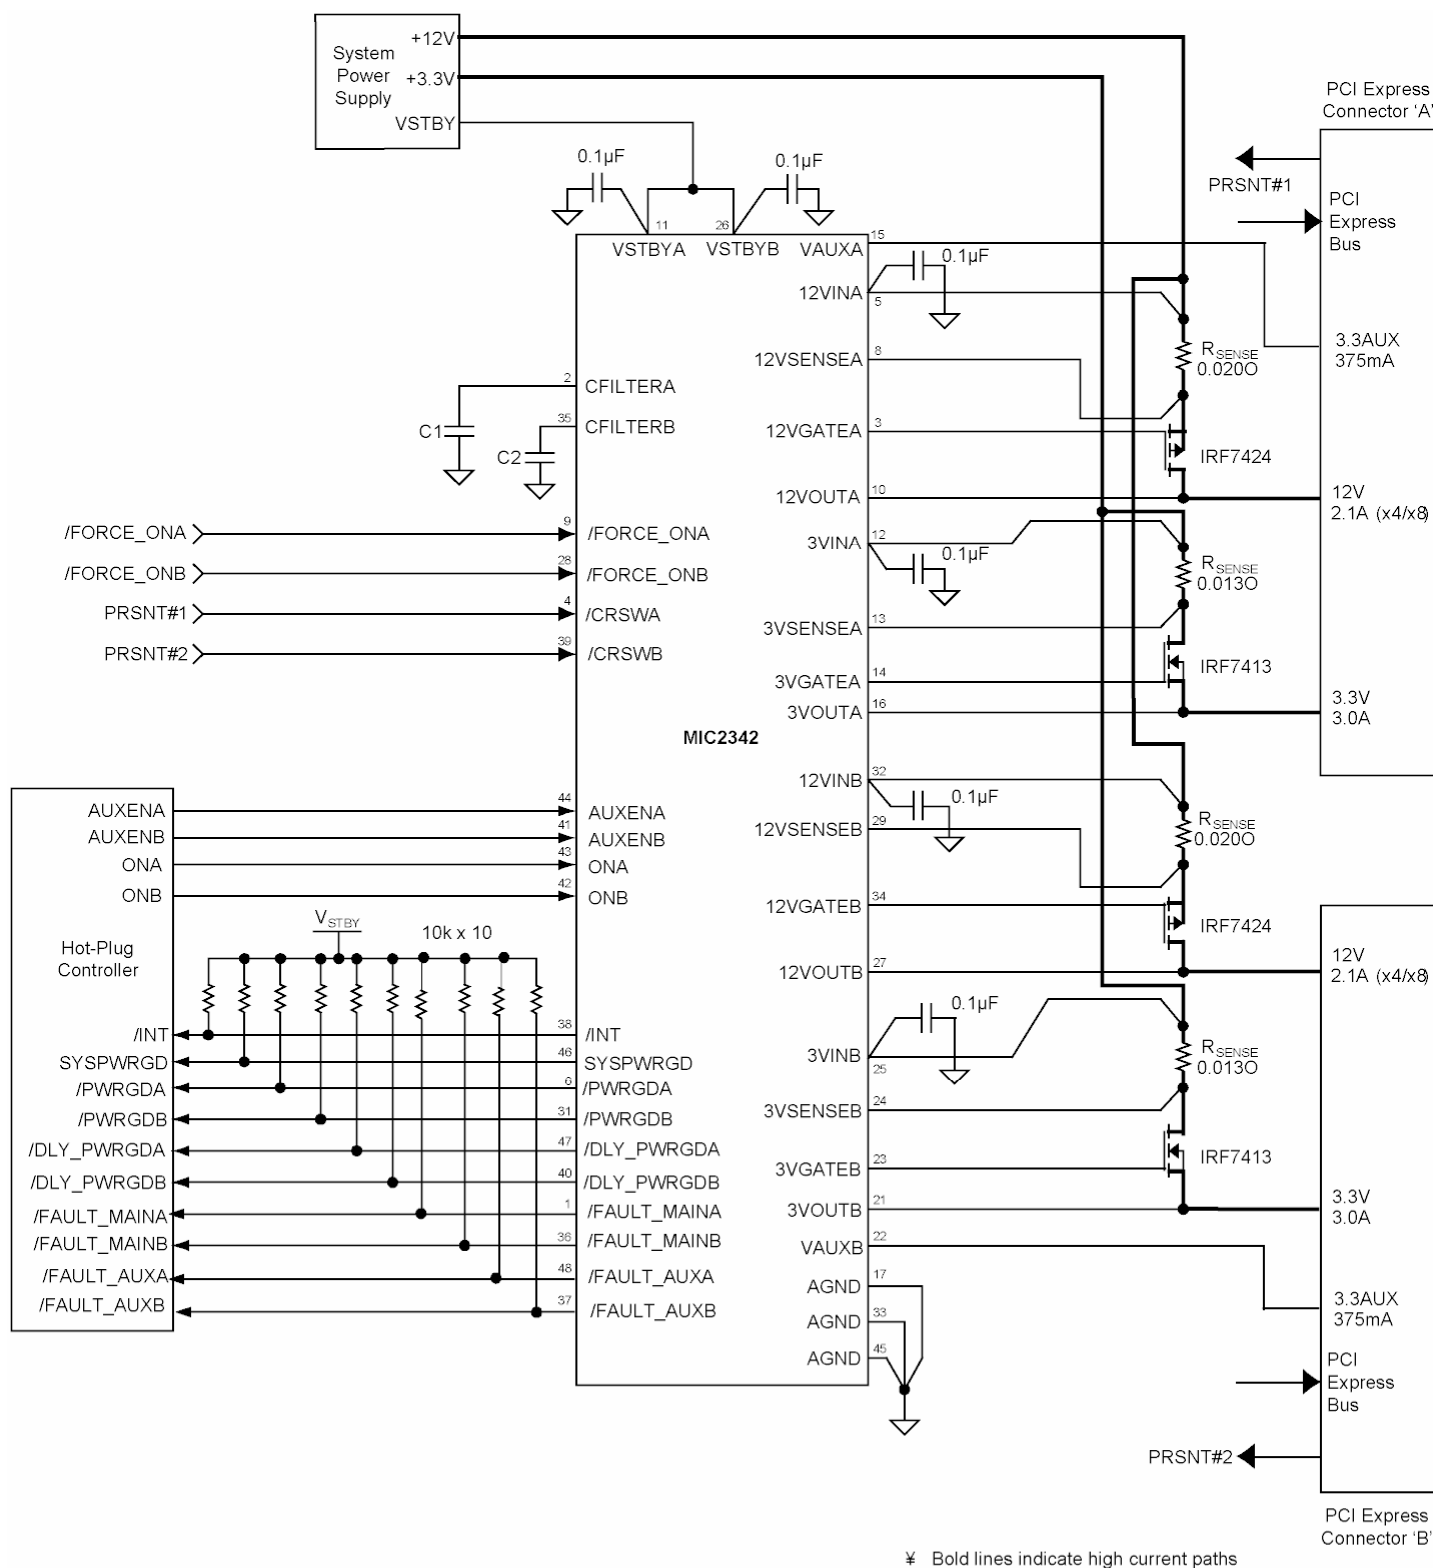 System
Power
Supply
+12V
+3.3V
VSTBY
PCI Express
Connector 'A'
PRSNT#1
PCI
Express
Bus
0.1µF
0.1µF
11
26
VSTBYA
VSTBYB
VAUXA
15
12VINA
5
0.1µF
12VSENSEA
8
RSENSE
0.020O
3.3AUX
375mA
2
CFILTERA
35
CFILTERB
C1
C2
12VGATEA
3
IRF7424
12VOUTA
10
12V
2.1A (x4/x8)
/FORCE_ONA
9
/FORCE_ONA
/FORCE_ONB
28
/FORCE_ONB
PRSNT#1
4
/CRSWA
PRSNT#2
39
/CRSWB
3VINA
12
0.1µF
RSENSE
0.013O
3VSENSEA
13
3VGATEA
14
IRF7413
3VOUTA
16
3.3V
3.0A
MIC2342
12VINB
32
0.1µF
12VSENSEB
29
RSENSE
0.020O
AUXENA
44
AUXENA
AUXENB
41
AUXENB
ONA
43
ONA
ONB
42
ONB
12VGATEB
34
IRF7424
VSTBY
10k x 10
Hot-Plug
Controller
12VOUTB
27
12V
2.1A (x4/x8)
0.1µF
/INT
38
/INT
SYSPWRGD
46
SYSPWRGD
/PWRGDA
6
/PWRGDA
/PWRGDB
31
/PWRGDB
/DLY_PWRGDA
47
/DLY_PWRGDA
/DLY_PWRGDB
40
/DLY_PWRGDB
/FAULT_MAINA
1
/FAULT_MAINA
/FAULT_MAINB
36
/FAULT_MAINB
/FAULT_AUXA
48
/FAULT_AUXA
/FAULT_AUXB
37
/FAULT_AUXB
3VINB
25
RSENSE
0.013O
3VSENSEB
24
3VGATEB
23
IRF7413
3VOUTB
21
3.3V
3.0A
VAUXB
22
AGND
17
AGND
33
AGND
45
3.3AUX
375mA
PCI
Express
Bus
PRSNT#2
PCI Express
Connector 'B'
¥ Bold lines indicate high current paths